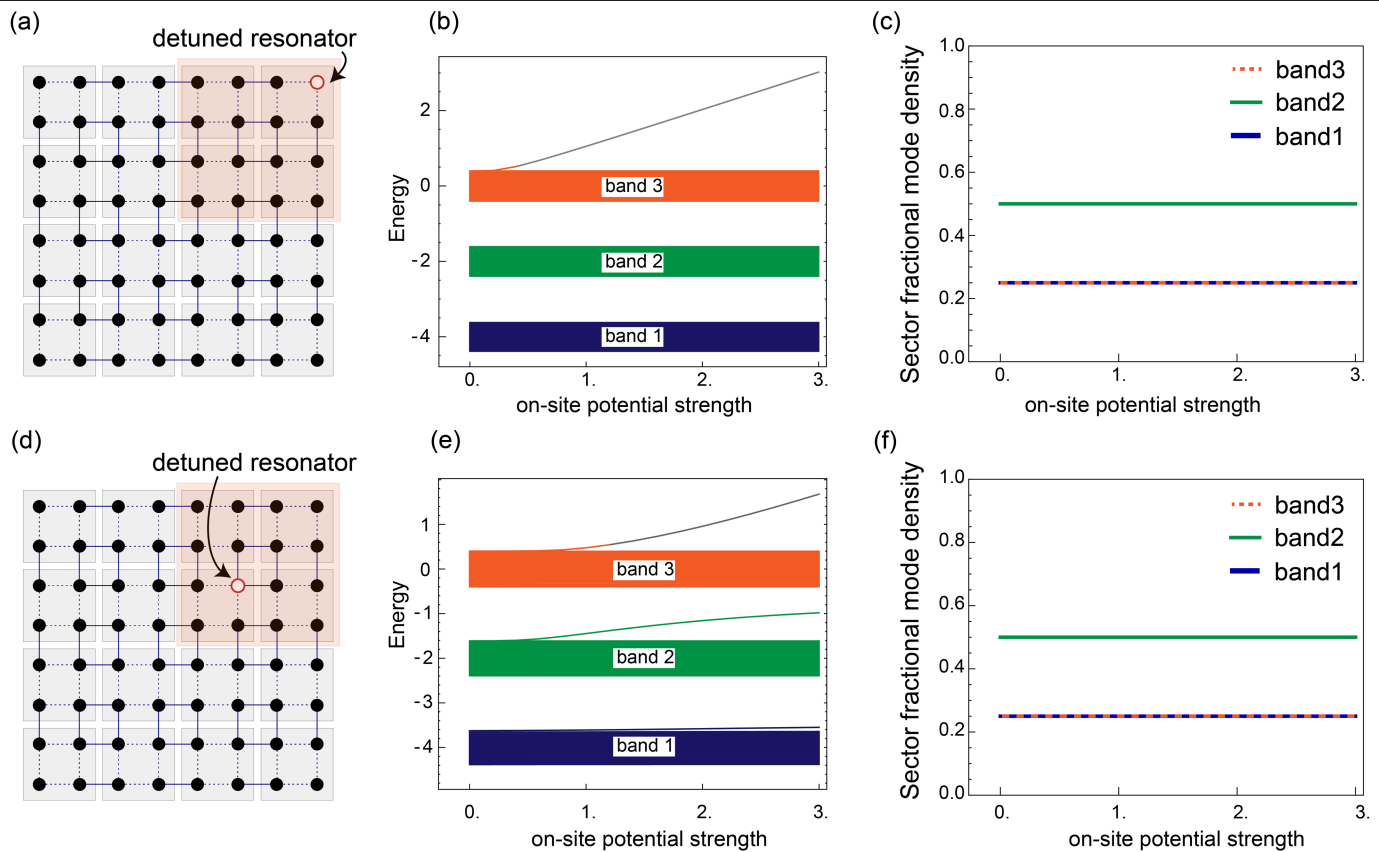 (a)
detuned resonator
(b)
Energy
2
0
-2
-4
band 3
band 2
band 1
0.
1.
2.
3.
on-site potential strength
(c)
Sector fractional mode density
1.0
0.8
0.6
0.4
0.2
0.0
band3
band2
band1
0.
1.
2.
3.
on-site potential strength
(d)
detuned resonator
(e)
Energy
1
0
-1
-2
-3
-4
band 3
band 2
band 1
0.
1.
2.
3.
on-site potential strength
(f)
Sector fractional mode density
1.0
0.8
0.6
0.4
0.2
0.0
band3
band2
band1
0.
1.
2.
3.
on-site potential strength